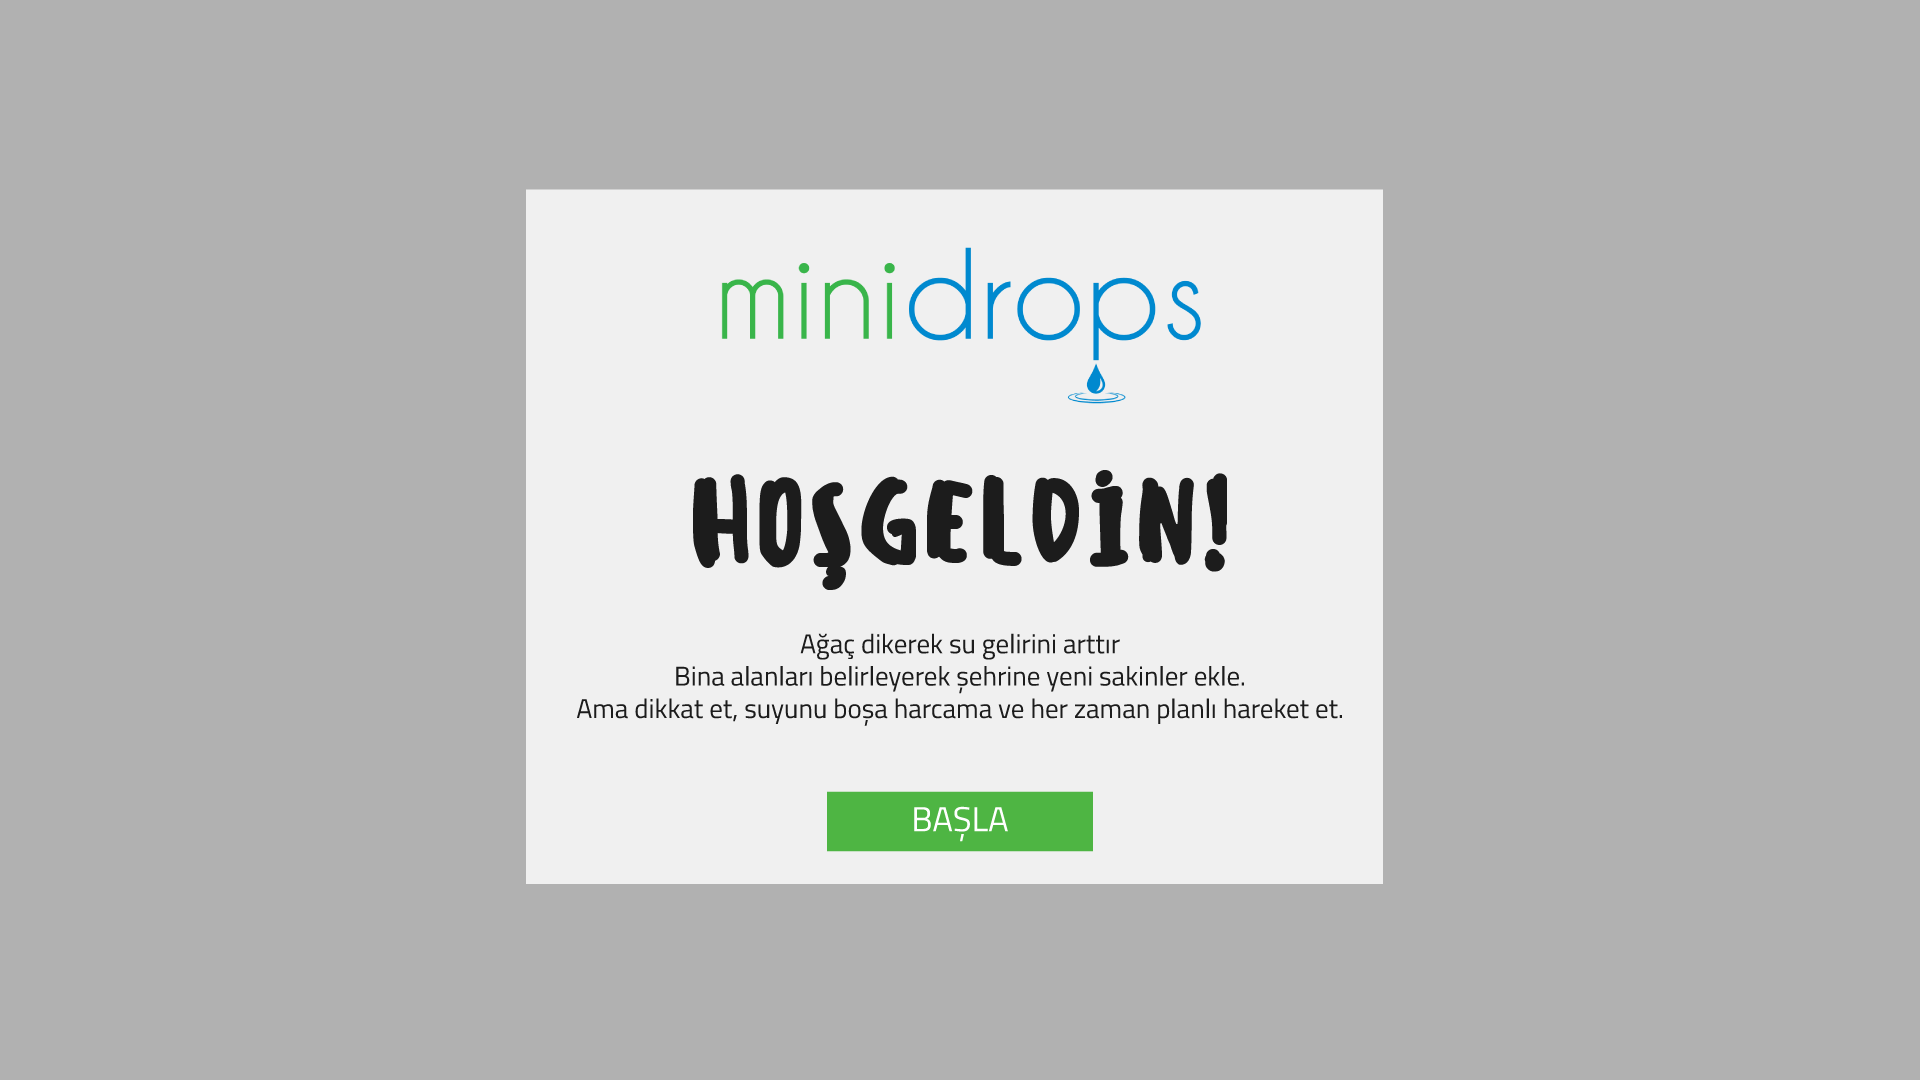 minidrops
HOŞGELDİN!
Ağaç dikerek su gelirini arttır
Bina alanları belirleyerek şehrine yeni sakinler ekle.
Ama dikkat et, suyunu boşa harcama ve her zaman planlı hareket et.
BAŞLA